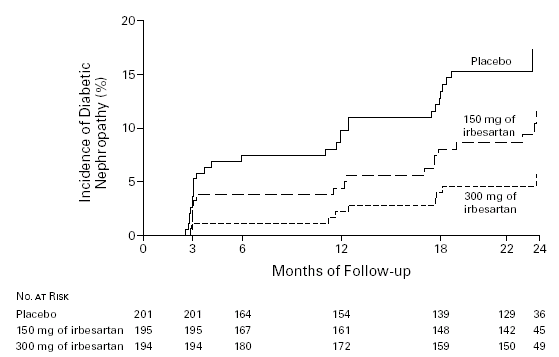 Incidence of Diabetic
Nephropathy (%)
20
15
10
5
0
Placebo
150 mg of
irbesartan
300 mg of
irbesartan
0 3 6 12 18 22 24
Months of Follow-up
No. at Risk
Placebo 201 201 164 154 139 129 36
150 mg of irbesartan 195 195 167 161 148 142 45
300 mg of irbesartan 194 194 180 172 159 150 49